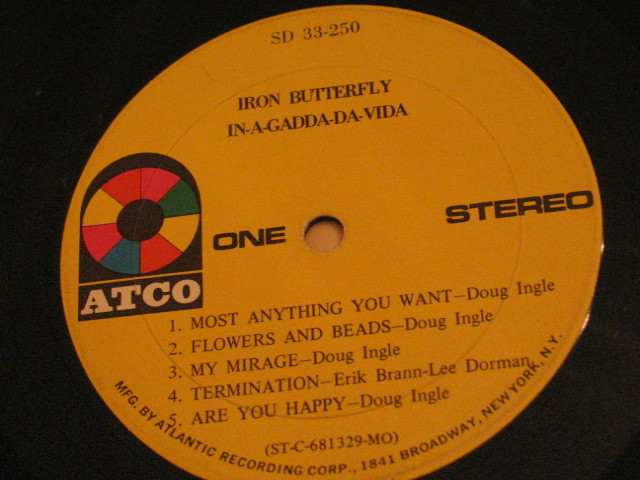 SD 33-250
IRON BUTTERFLY
IN-A-GADDA-DA-VIDA
ATCO
ONE
STEREO
1. MOST ANYTHING YOU WANT—Doug Ingle
2. FLOWERS AND BEADS—Doug Ingle
3. MY MIRAGE—Doug Ingle
4. TERMINATION—Erik Brann-Lee Dorman
5. ARE YOU HAPPY—Doug Ingle
(ST-C-681329-MO)
MFG. BY ATLANTIC RECORDING CORP., 1841 BROADWAY, NEW YORK, N.Y.